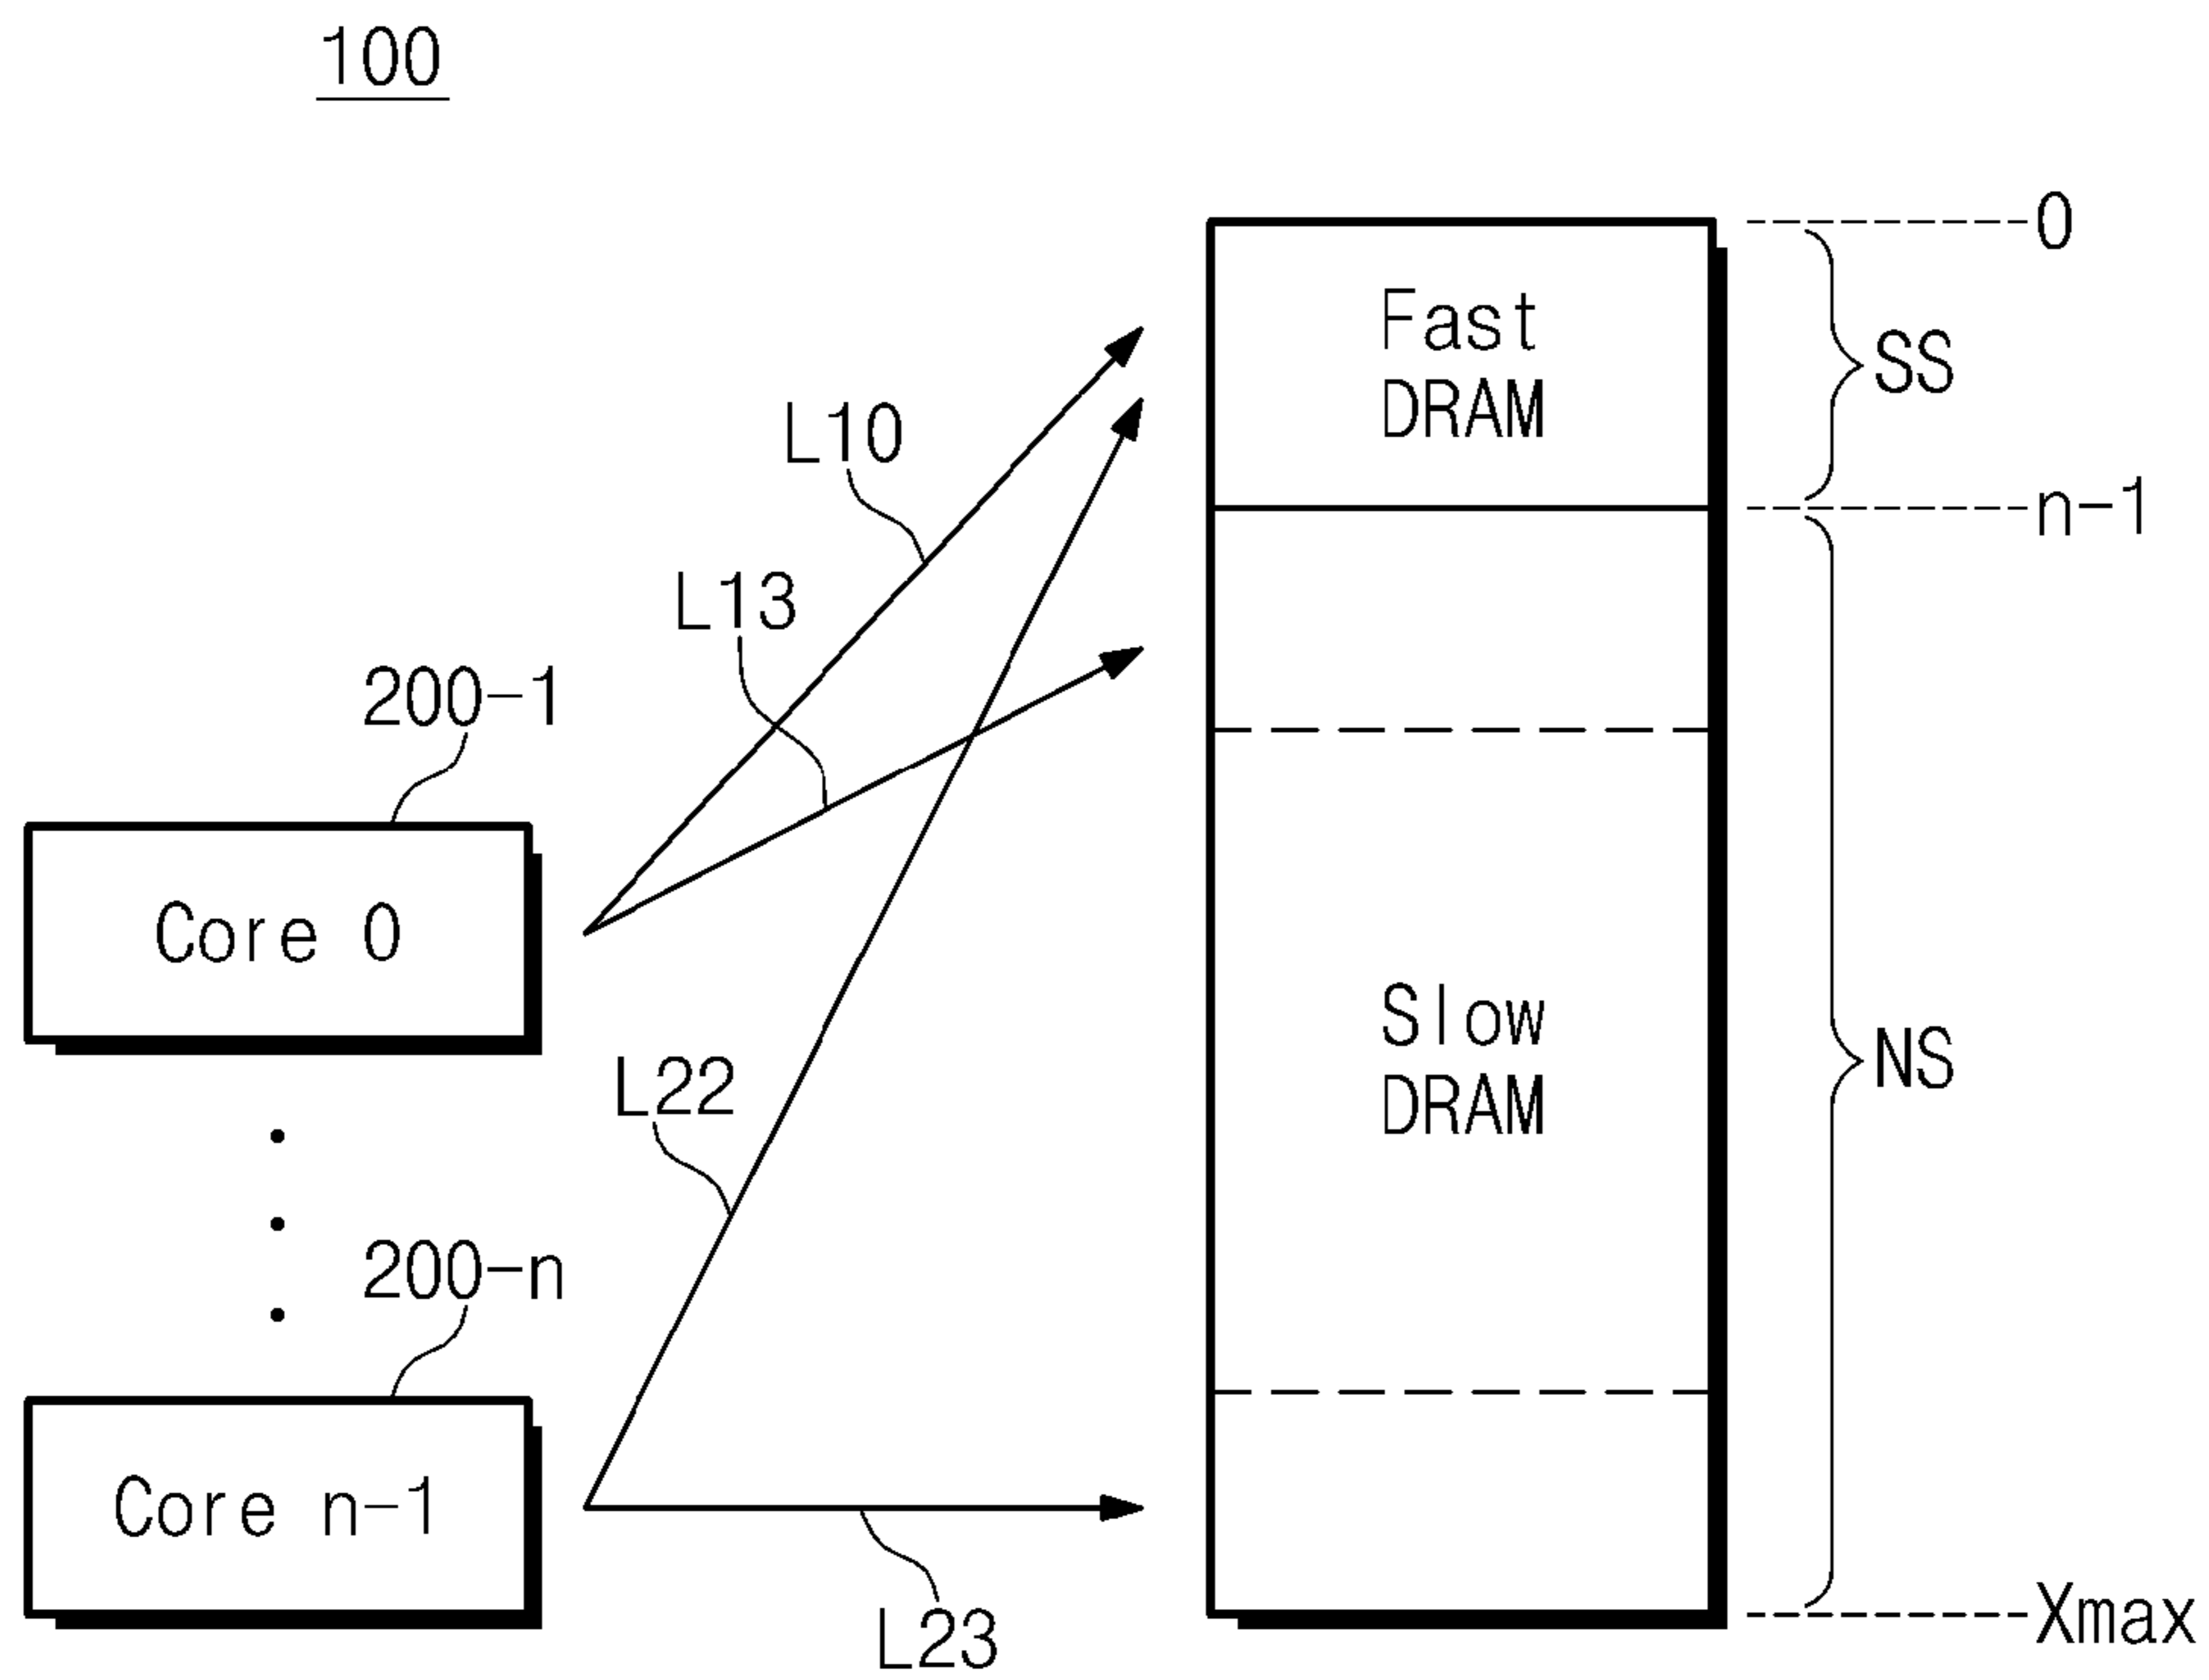 100
0
Fast
DRAM
SS
L10
n-1
L13
200-1
Core 0
Slow
DRAM
NS
L22
200-n
Core n-1
L23
Xmax